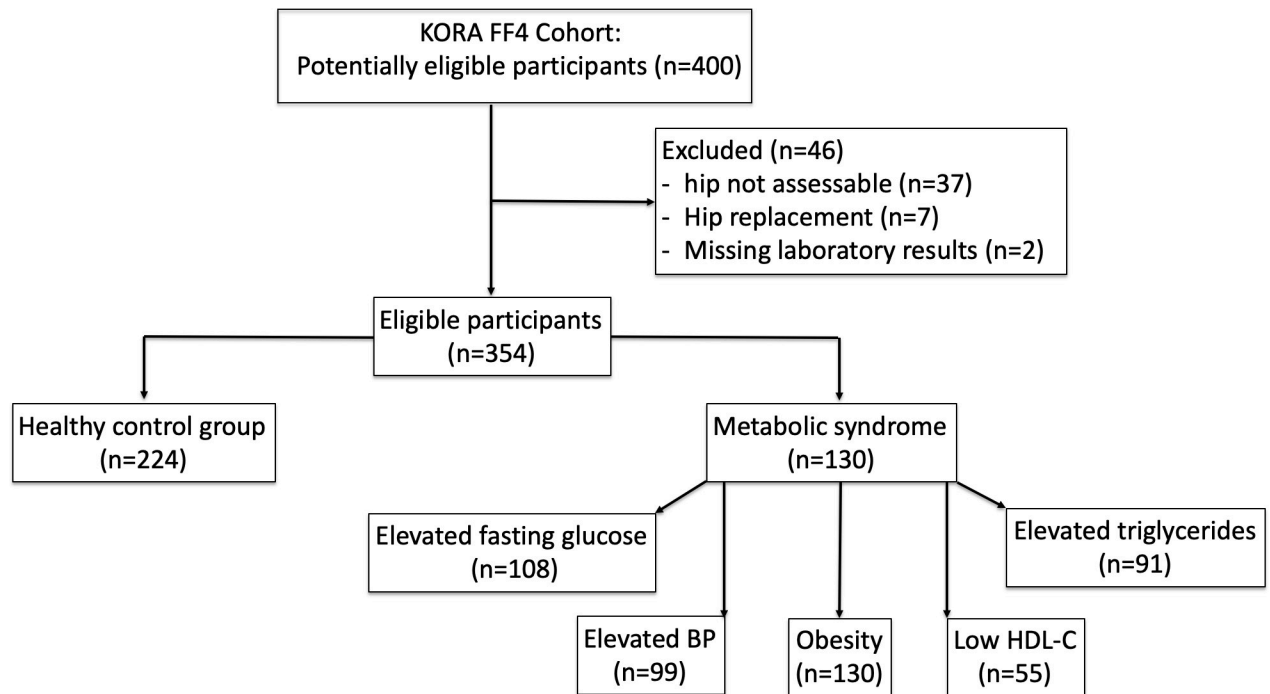 KORA FF4 Cohort:
Potentially eligible participants (n=400)
Excluded (n=46)
- hip not assessable (n=37)
- Hip replacement (n=7)
- Missing laboratory results (n=2)
Eligible participants
(n=354)
Healthy control group
(n=224)
Metabolic syndrome
(n=130)
Elevated fasting glucose
(n=108)
Elevated triglycerides
(n=91)
Elevated BP
(n=99)
Obesity
(n=130)
Low HDL-C
(n=55)